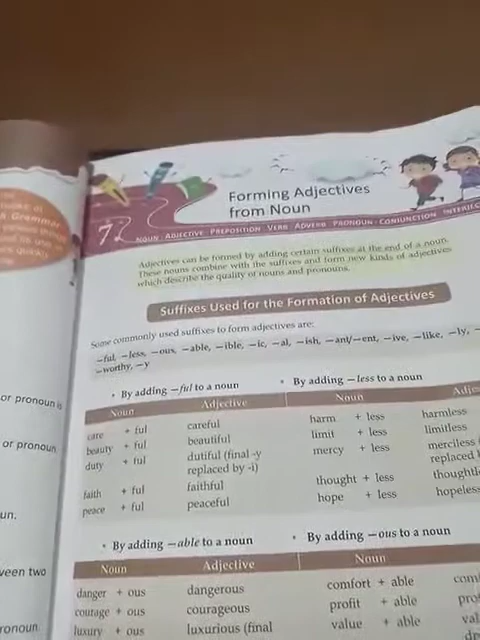 Grammar
or pronoun is
or pronoun
un.
ween two
ronoun.
7
Forming Adjectives
from Noun
NOUN · ADJECTIVE · PREPOSITION · VERB · ADVERB · PRONOUN · CONJUNCTION
Adjectives can be formed by adding certain suffixes at the end of a noun.
These nouns combine with the suffixes and form new kinds of adjectives
which describe the quality of nouns and pronouns.
Suffixes Used for the Formation of Adjectives
Some commonly used suffixes to form adjectives are:
–ful, –less, –ous, –able, –ible, –ic, –al, –ish, –ant/–ent, –ive, –like, –ly,
–worthy, –y
• By adding –ful to a noun
Noun Adjective
care + ful careful
beauty + ful beautiful
duty + ful dutiful (final -y
replaced by -i)
faith + ful faithful
peace + ful peaceful
• By adding –less to a noun
Noun Adje
harm + less harmless
limit + less limitless
mercy + less merciless
replaced
thought + less thoughtl
hope + less hopeless
• By adding –able to a noun
Noun Adjective
danger + ous dangerous
courage + ous courageous
luxury + ous luxurious (final
• By adding –ous to a noun
Noun
comfort + able com
profit + able pro
value + able val